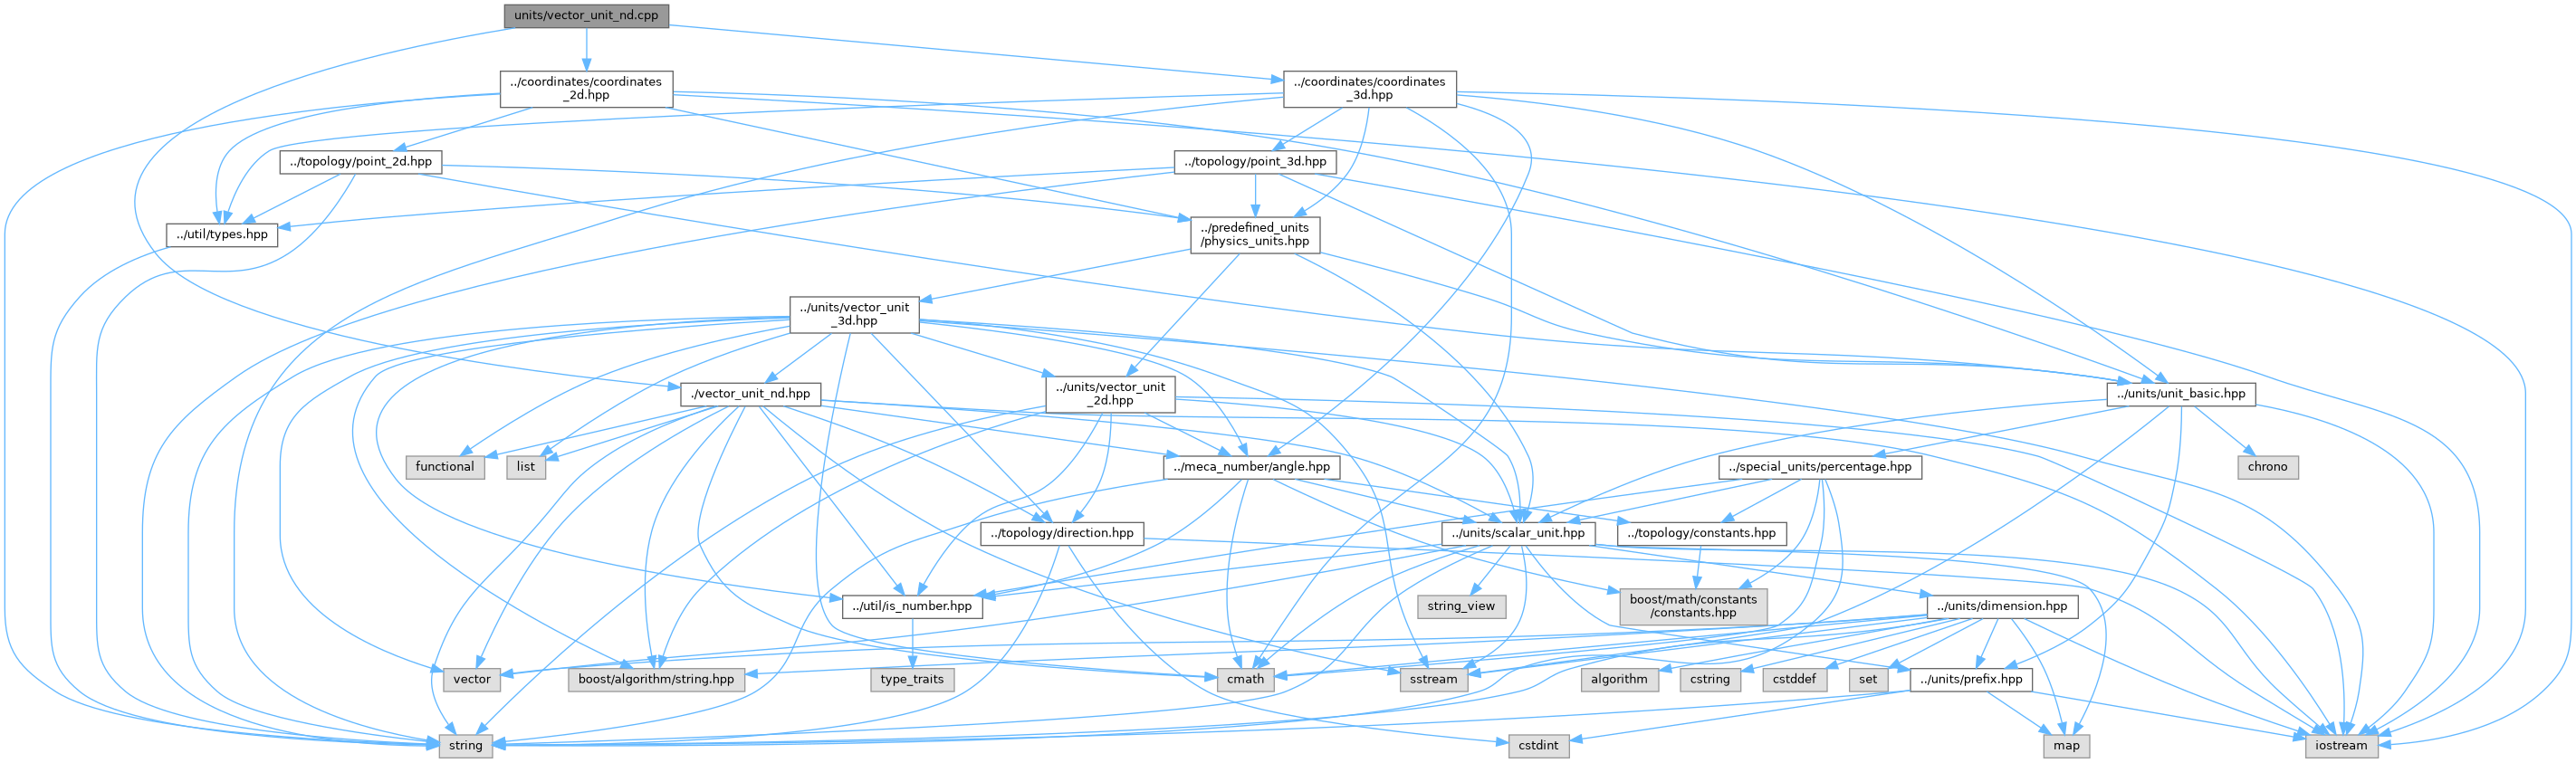 units/vector_unit_nd.cpp
../coordinates/coordinates
_2d.hpp
../coordinates/coordinates
_3d.hpp
../topology/point_2d.hpp
../topology/point_3d.hpp
../util/types.hpp
../predefined_units
/physics_units.hpp
../units/vector_unit
_3d.hpp
./vector_unit_nd.hpp
../units/vector_unit
_2d.hpp
../units/unit_basic.hpp
functional
list
../meca_number/angle.hpp
../special_units/percentage.hpp
chrono
../topology/direction.hpp
../units/scalar_unit.hpp
../topology/constants.hpp
../util/is_number.hpp
string_view
boost/math/constants
/constants.hpp
../units/dimension.hpp
vector
boost/algorithm/string.hpp
type_traits
cmath
sstream
algorithm
cstring
cstddef
set
../units/prefix.hpp
string
cstdint
map
iostream